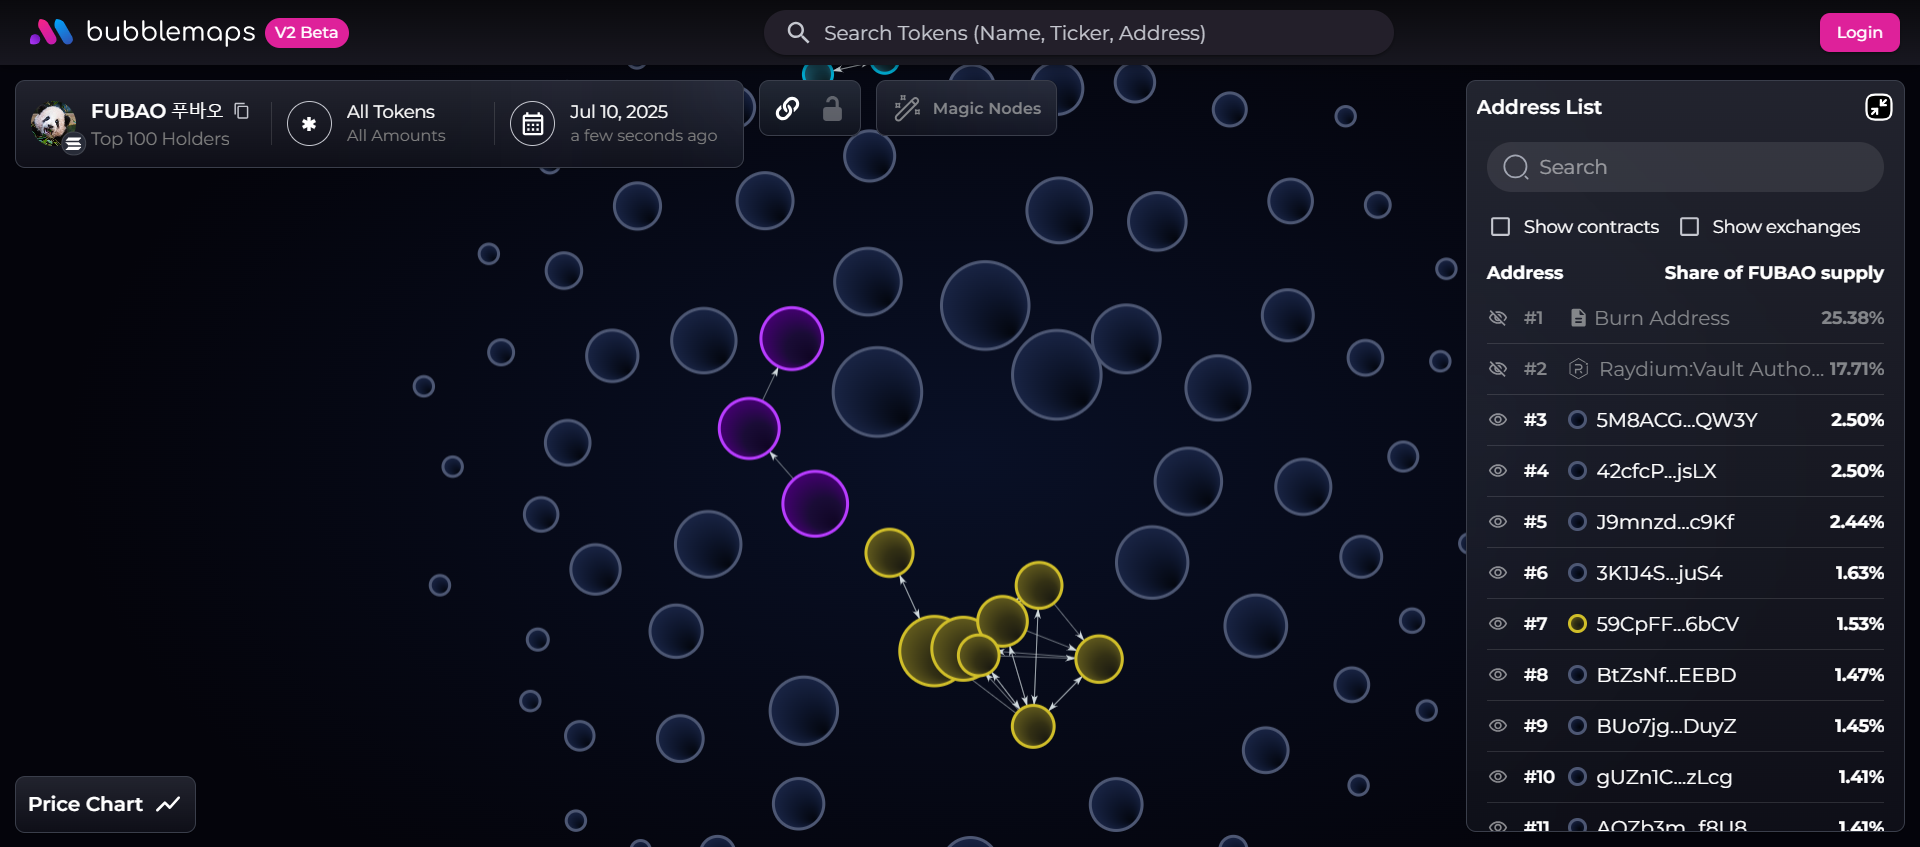 bubblemaps V2 Beta
Search Tokens (Name, Ticker, Address)
Login
FUBAO 푸바오
Top 100 Holders
All Tokens
All Amounts
Jul 10, 2025
a few seconds ago
Magic Nodes
Address List
Search
Show contracts Show exchanges
Address Share of FUBAO supply
#1 Burn Address 25.38%
#2 Raydium:Vault Autho... 17.71%
#3 5M8ACG...QW3Y 2.50%
#4 42cfcP...jsLX 2.50%
#5 J9mnzd...c9Kf 2.44%
#6 3K1J4S...juS4 1.63%
#7 59CpFF...6bCV 1.53%
#8 BtZsNf...EEBD 1.47%
#9 BUo7jg...DuyZ 1.45%
#10 gUZn1C...zLcg 1.41%
#11 1.41%
Price Chart